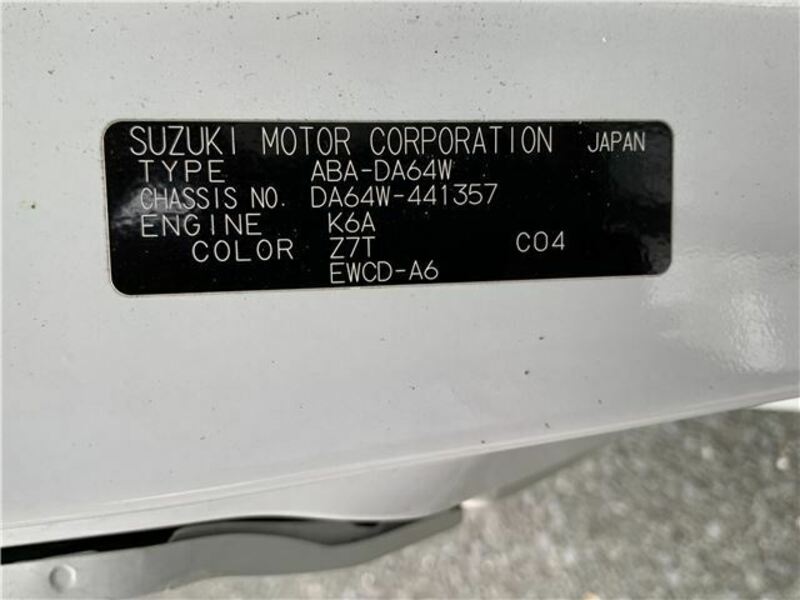 SUZUKI MOTOR CORPORATION JAPAN
TYPE ABA-DA64W
CHASSIS NO. DA64W-441357
ENGINE K6A
COLOR Z7T C04
EWCD-A6